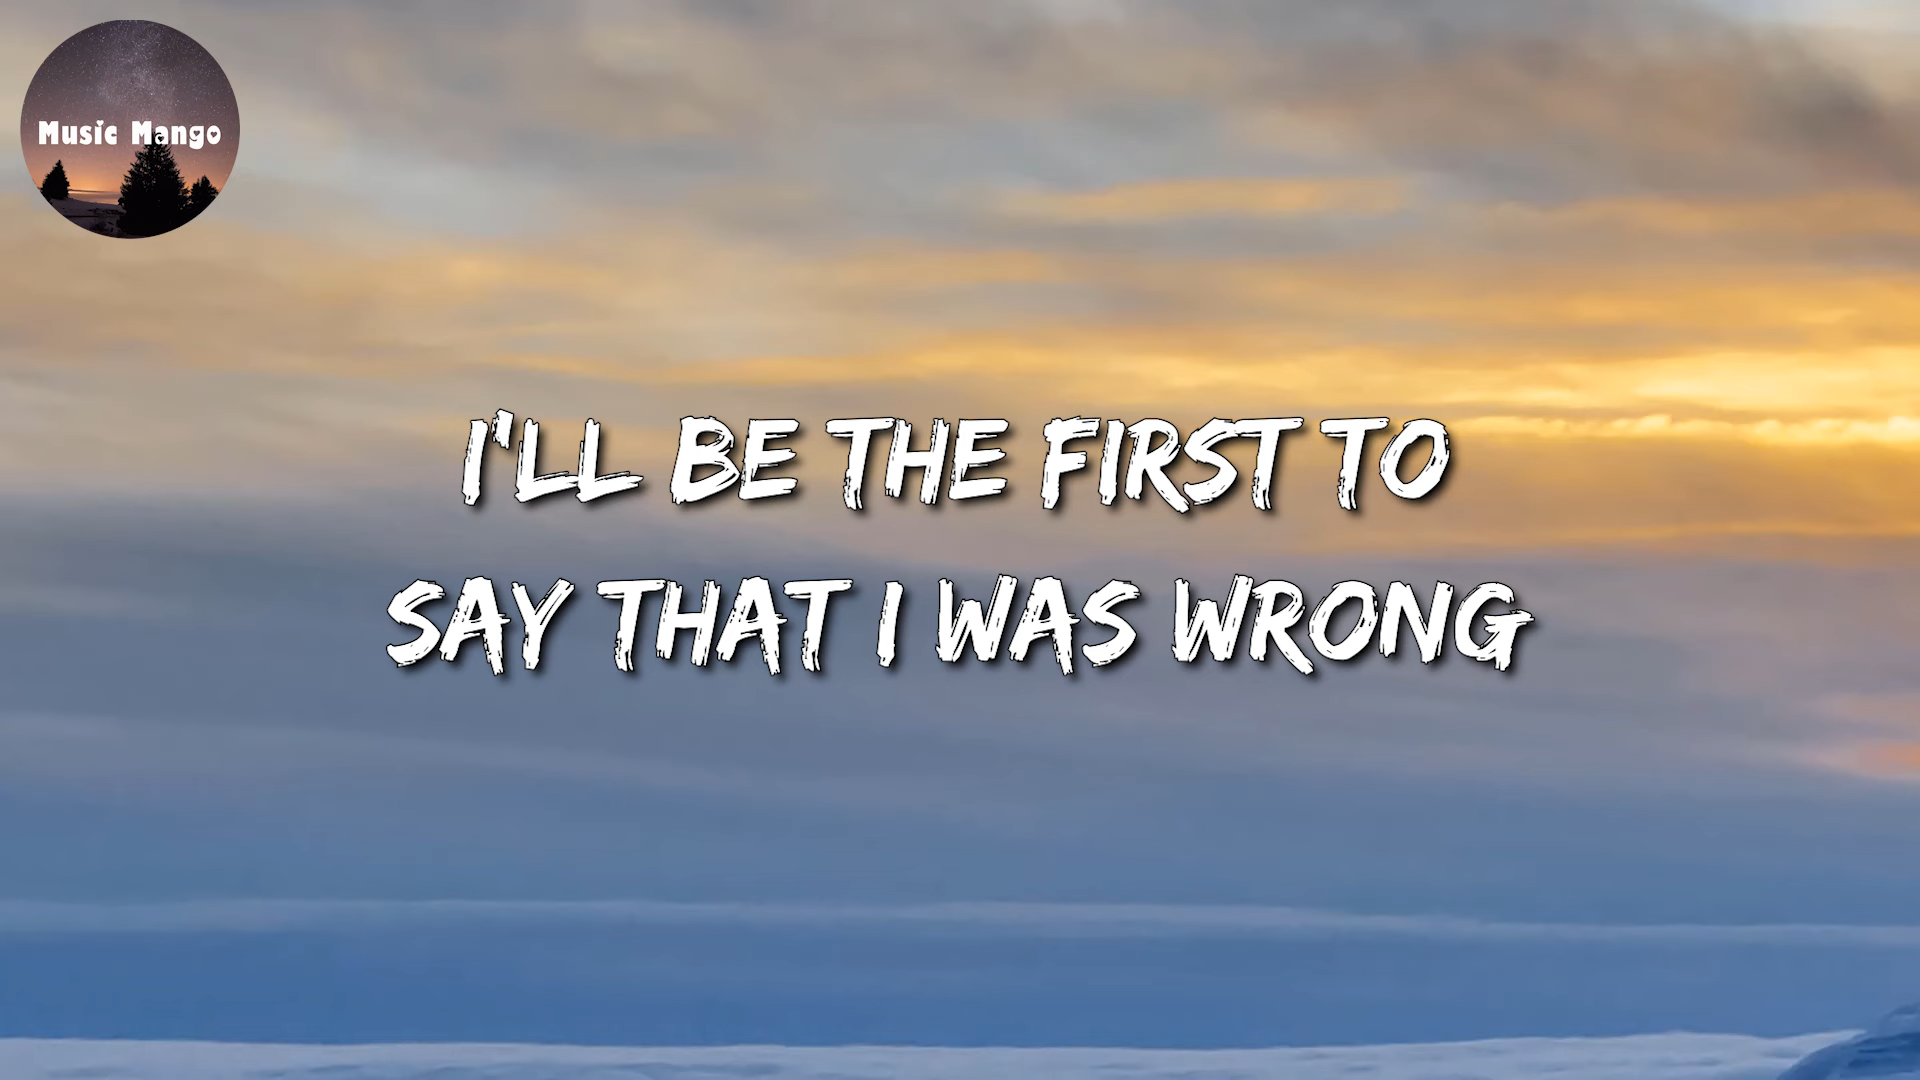 Music Mango
I'LL BE THE FIRST TO
SAY THAT I WAS WRONG